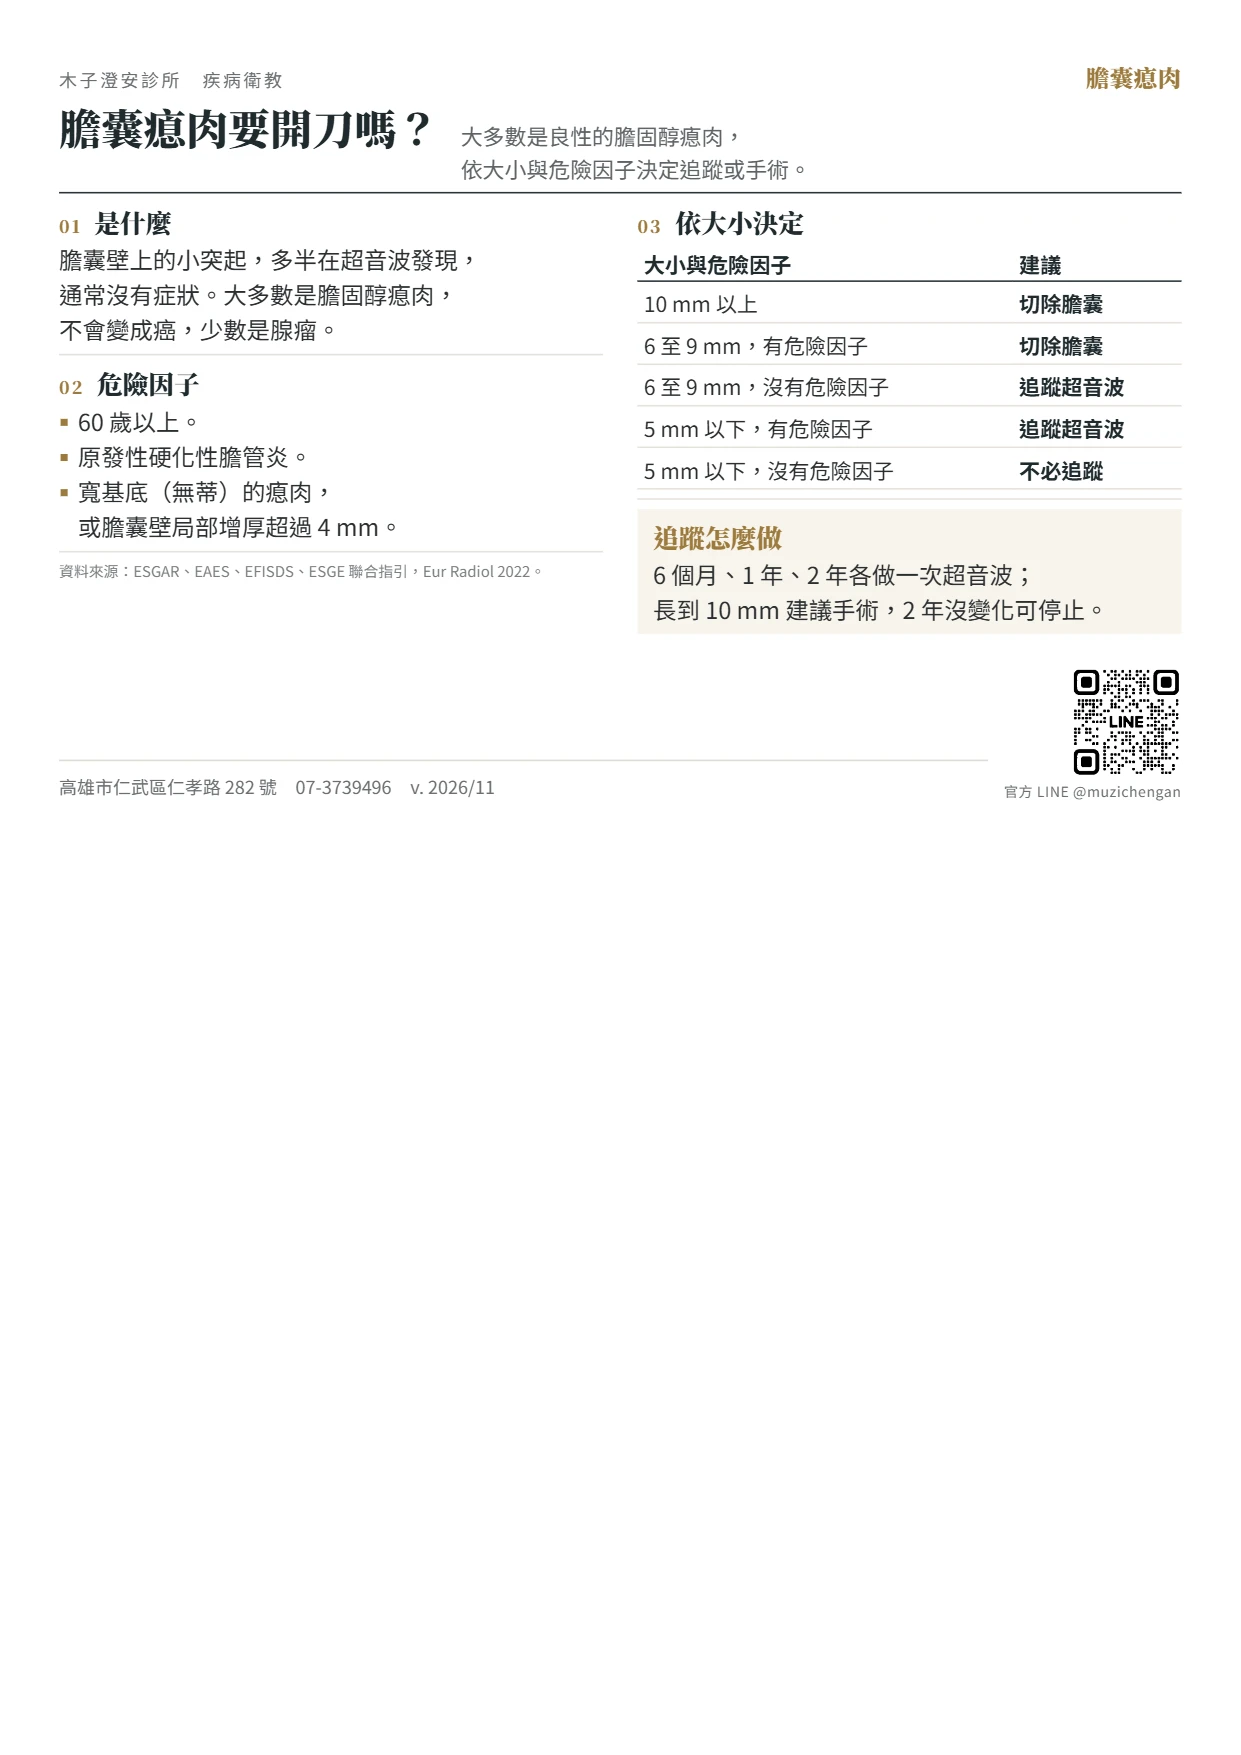 木子澄安診所　疾病衛教
膽囊瘜肉
膽囊瘜肉要開刀嗎？
大多數是良性的膽固醇瘜肉，
依大小與危險因子決定追蹤或手術。
01 是什麼
膽囊壁上的小突起，多半在超音波發現，
通常沒有症狀。大多數是膽固醇瘜肉，
不會變成癌，少數是腺瘤。
02 危險因子
▪ 60 歲以上。
▪ 原發性硬化性膽管炎。
▪ 寬基底（無蒂）的瘜肉，
或膽囊壁局部增厚超過 4 mm。
資料來源：ESGAR、EAES、EFISDS、ESGE 聯合指引，Eur Radiol 2022。
03 依大小決定
大小與危險因子 建議
10 mm 以上 切除膽囊
6 至 9 mm，有危險因子 切除膽囊
6 至 9 mm，沒有危險因子 追蹤超音波
5 mm 以下，有危險因子 追蹤超音波
5 mm 以下，沒有危險因子 不必追蹤
追蹤怎麼做
6 個月、1 年、2 年各做一次超音波；
長到 10 mm 建議手術，2 年沒變化可停止。
LINE
高雄市仁武區仁孝路 282 號　07-3739496　v. 2026/11
官方 LINE @muzichengan